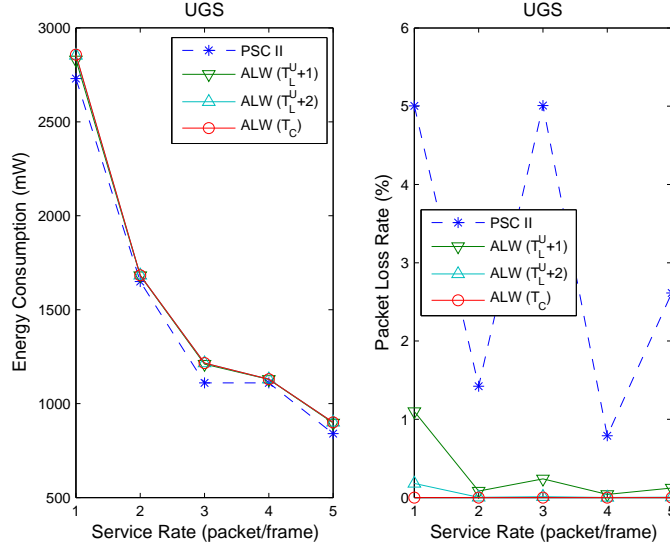 UGS
PSC II
ALW (T_L^U+1)
ALW (T_L^U+2)
ALW (T_C)
3000
2500
2000
1500
1000
500
Energy Consumption (mW)
1 2 3 4 5
Service Rate (packet/frame)
UGS
PSC II
ALW (T_L^U+1)
ALW (T_L^U+2)
ALW (T_C)
6
5
4
3
2
1
0
Packet Loss Rate (%)
1 2 3 4 5
Service Rate (packet/frame)